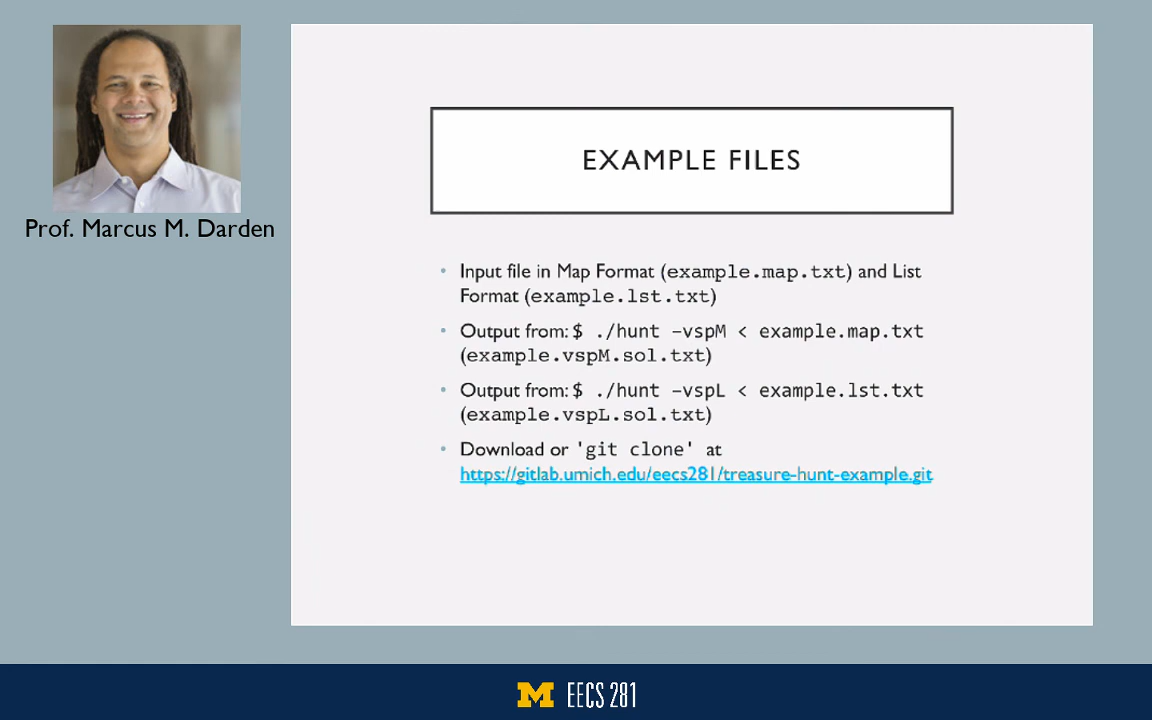 EXAMPLE FILES
Prof. Marcus M. Darden
• Input file in Map Format (example.map.txt) and List
Format (example.lst.txt)
• Output from: $ ./hunt –vspM < example.map.txt
(example.vspM.sol.txt)
• Output from: $ ./hunt –vspL < example.lst.txt
(example.vspL.sol.txt)
• Download or 'git clone' at
https://gitlab.umich.edu/eecs281/treasure-hunt-example.git
M EECS 281